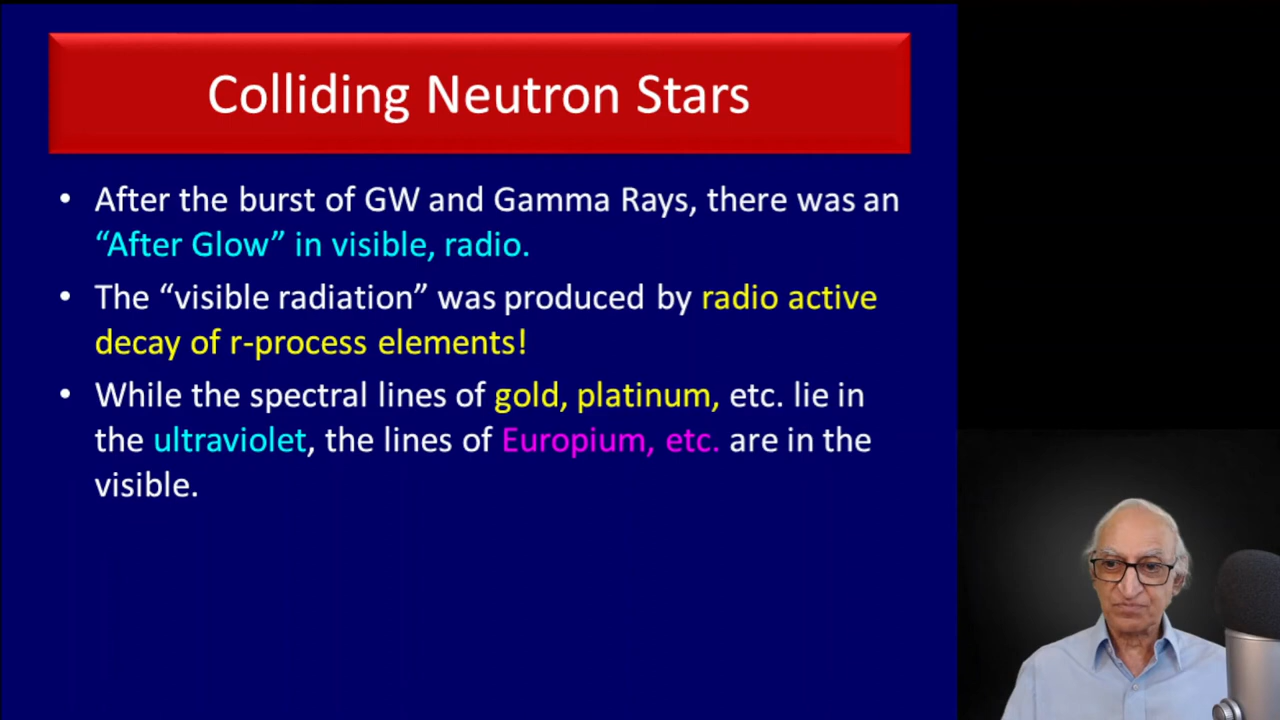 Colliding Neutron Stars
• After the burst of GW and Gamma Rays, there was an
“After Glow” in visible, radio.
• The “visible radiation” was produced by radio active
decay of r-process elements!
• While the spectral lines of gold, platinum, etc. lie in
the ultraviolet, the lines of Europium, etc. are in the
visible.